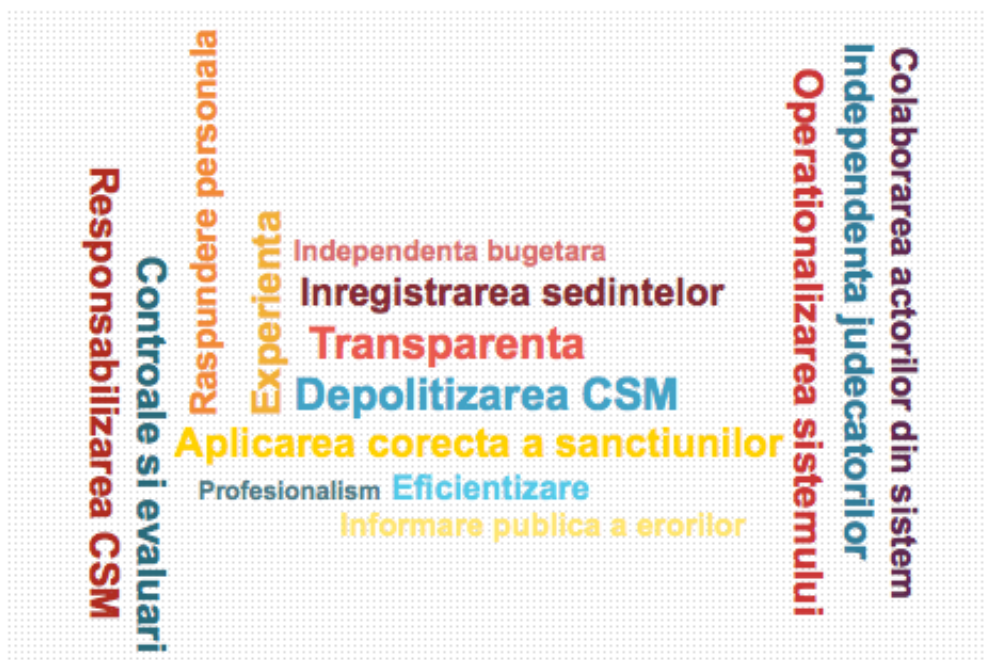 Responsabilizarea CSM
Controale si evaluari
Raspundere personala
Experienta
Independenta bugetara
Inregistrarea sedintelor
Transparenta
Depolitizarea CSM
Aplicarea corecta a sanctiunilor
Profesionalism Eficientizare
Informare publica a erorilor
Operationalizarea sistemului
Independenta judecatorilor
Colaborarea actorilor din sistem